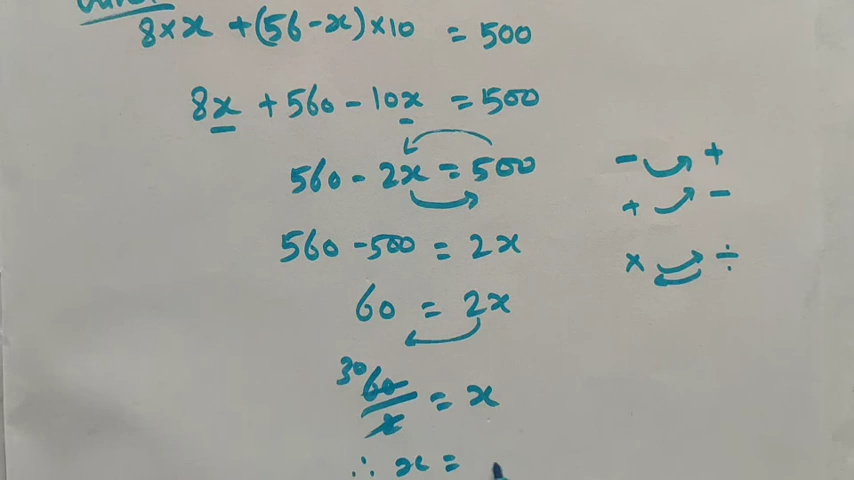 8×x + (56-x)×10 = 500
8x + 560 - 10x = 500
560 - 2x = 500
560 - 500 = 2x
60 = 2x
30
60/2 = x
∴ x =
- +
+ -
× ÷